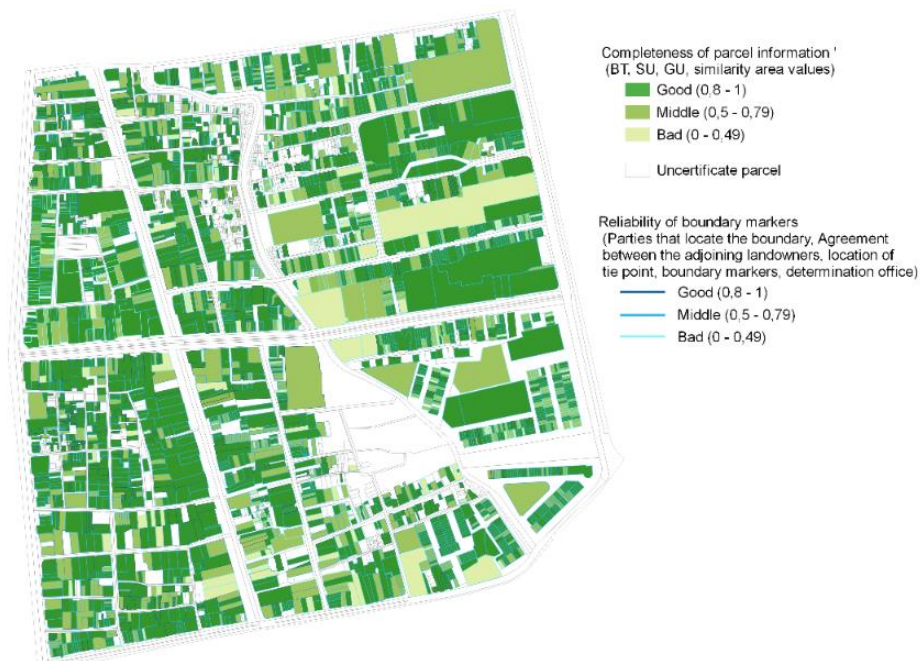 Completeness of parcel information '
(BT, SU, GU, similarity area values)
Good (0,8 - 1)
Middle (0,5 - 0,79)
Bad (0 - 0,49)
Uncertificate parcel
Reliability of boundary markers
(Parties that locate the boundary, Agreement
between the adjoining landowners, location of
tie point, boundary markers, determination office)
Good (0,8 - 1)
Middle (0,5 - 0,79)
Bad (0 - 0,49)